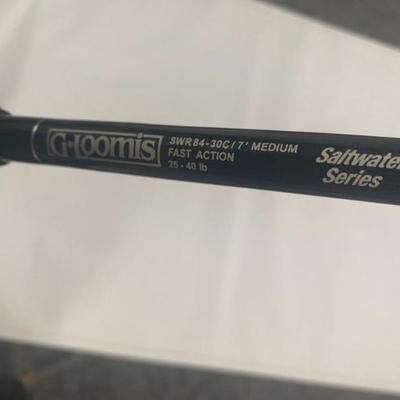 G·Loomis
SWR84-30C/7' MEDIUM
FAST ACTION
25 - 40 lb
Saltwater
Series